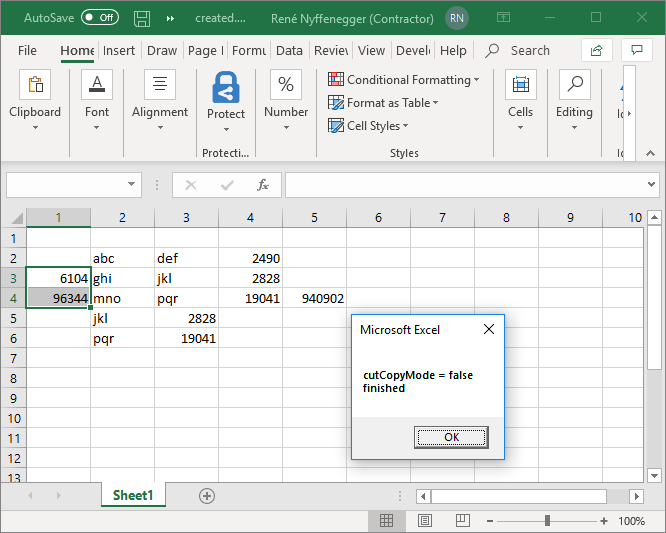 AutoSave Off created.... René Nyffenegger (Contractor) RN
File Home Insert Draw Page l Formu Data Review View Develo Help Search
Clipboard Font Alignment Protect Number Conditional Formatting Format as Table Cell Styles Cells Editing
Protecti... Styles
fx
1 2 3 4 5 6 7 8 9 10
1
2 abc def 2490
3 6104 ghi jkl 2828
4 96344 mno pqr 19041 940902
5 jkl 2828
6 pqr 19041
7
8
9
10
11
12
13
Microsoft Excel
cutCopyMode = false
finished
OK
Sheet1
100%